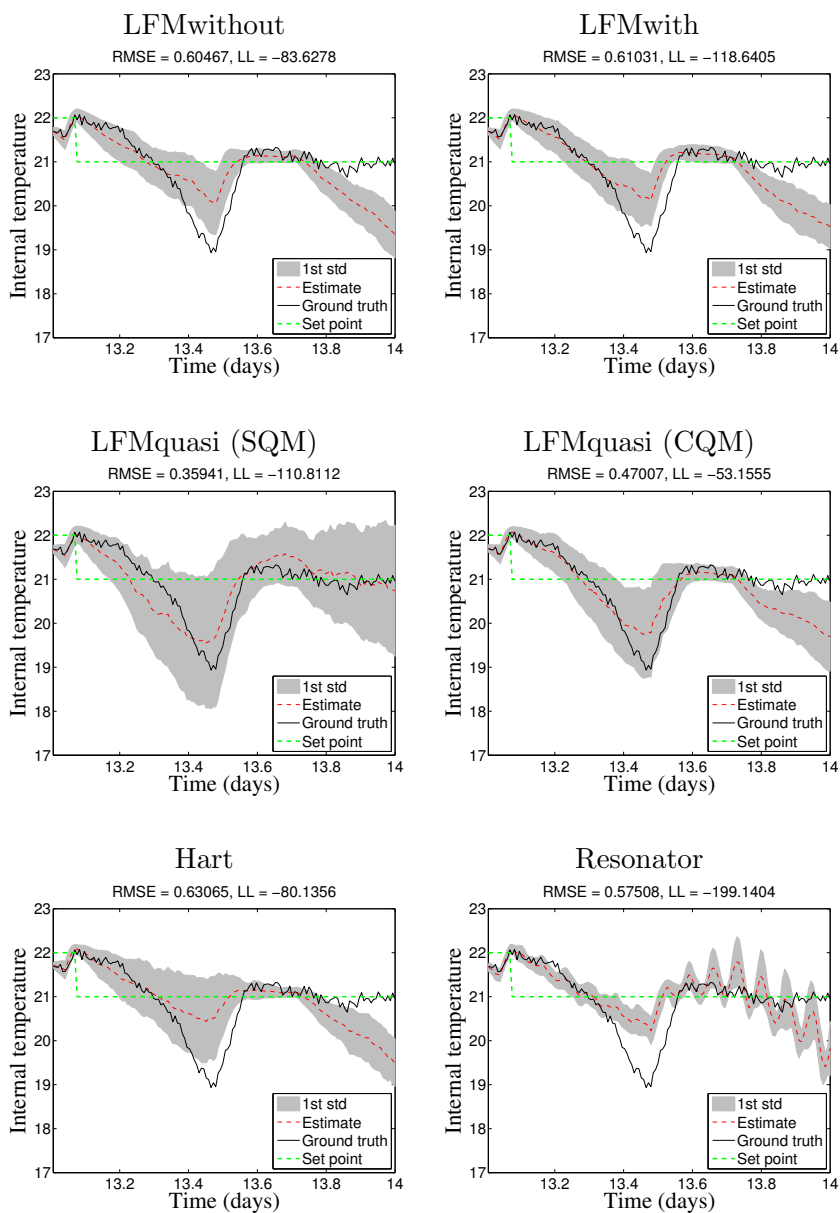 LFMwithout
RMSE = 0.60467, LL = −83.6278
23
22
21
20
19
18
17
Internal temperature
1st std
Estimate
Ground truth
Set point
13.2 13.4 13.6 13.8 14
Time (days)
LFMwith
RMSE = 0.61031, LL = −118.6405
23
22
21
20
19
18
17
Internal temperature
1st std
Estimate
Ground truth
Set point
13.2 13.4 13.6 13.8 14
Time (days)
LFMquasi (SQM)
RMSE = 0.35941, LL = −110.8112
23
22
21
20
19
18
17
Internal temperature
1st std
Estimate
Ground truth
Set point
13.2 13.4 13.6 13.8 14
Time (days)
LFMquasi (CQM)
RMSE = 0.47007, LL = −53.1555
23
22
21
20
19
18
17
Internal temperature
1st std
Estimate
Ground truth
Set point
13.2 13.4 13.6 13.8 14
Time (days)
Hart
RMSE = 0.63065, LL = −80.1356
23
22
21
20
19
18
17
Internal temperature
1st std
Estimate
Ground truth
Set point
13.2 13.4 13.6 13.8 14
Time (days)
Resonator
RMSE = 0.57508, LL = −199.1404
23
22
21
20
19
18
17
Internal temperature
1st std
Estimate
Ground truth
Set point
13.2 13.4 13.6 13.8 14
Time (days)